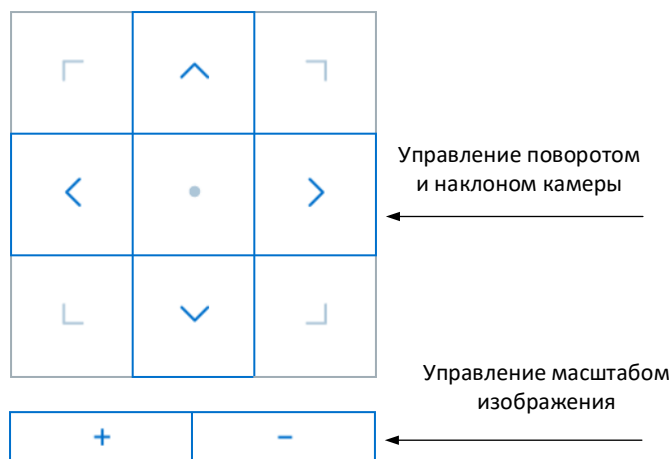 Управление поворотом
и наклоном камеры
Управление масштабом
изображения
+ −